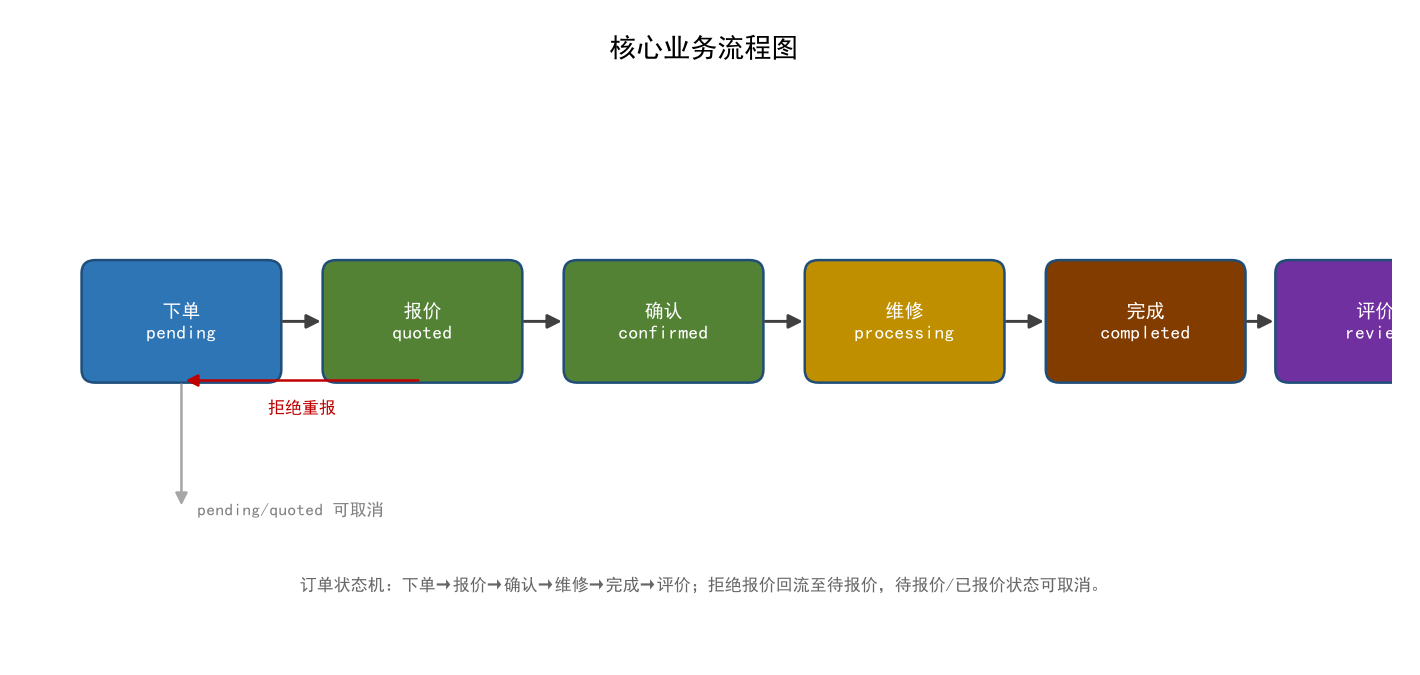 核心业务流程图
下单
pending
报价
quoted
确认
confirmed
维修
processing
完成
completed
评价
revie
拒绝重报
pending/quoted 可取消
订单状态机：下单→报价→确认→维修→完成→评价；拒绝报价回流至待报价，待报价/已报价状态可取消。